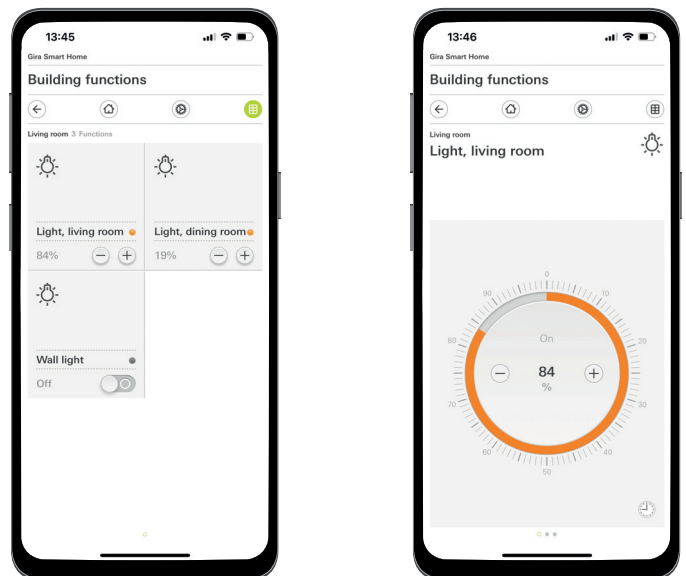 13:45
Gira Smart Home
Building functions
Living room 3 Functions
Light, living room
84%
Light, dining room
19%
Wall light
Off
13:46
Gira Smart Home
Building functions
Living room
Light, living room
0
10
20
30
40
50
60
70
80
90
On
84
%